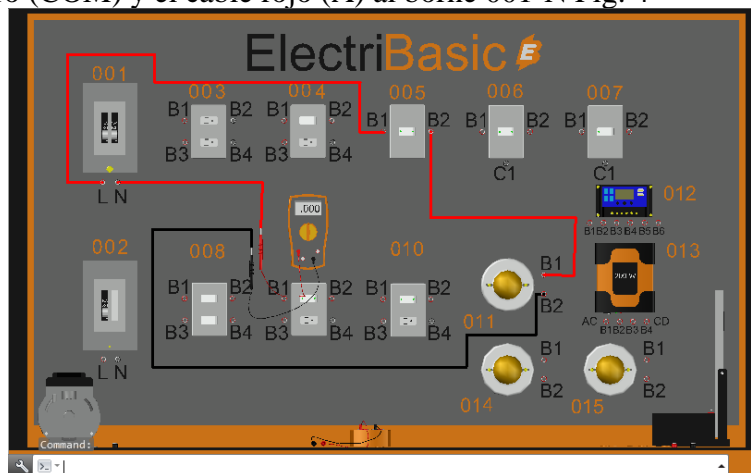 o (COM) y el cable rojo (A) al borne 001-N Fig. 4
ElectriBasic E
001 003 004 005 006 007
B1 B2 B1 B2 B1 B2 B1 B2 B1 B2
B3 B4 B3 B4 C1 C1
L N
012
B1B2B3B4B5B6
.000
002 008 010 013
B1 B2 B1 B2 B1 B2 B1
B3 B4 B3 B4 B3 B4 B2
011
AC CD
B1B2B3B4
L N
B1 B1
B2 B2
014 015
Command: